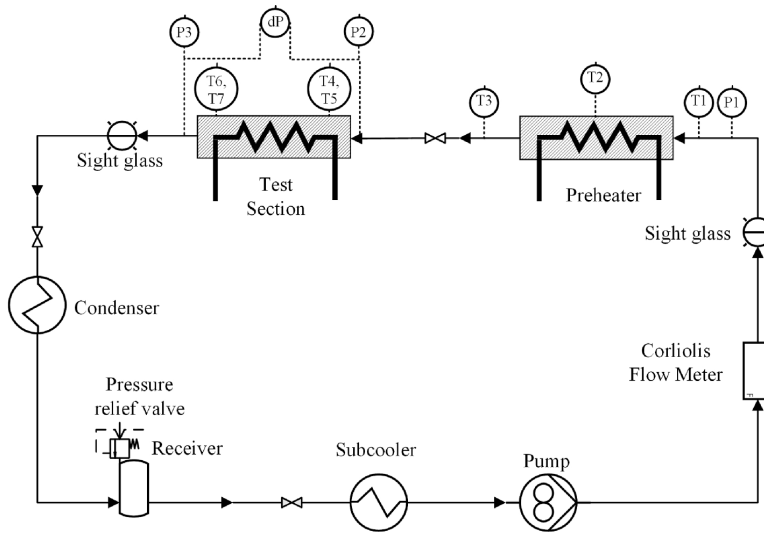 P3
dP
P2
T6,
T7
T4,
T5
T3
T2
T1
P1
Sight glass
Test
Section
Preheater
Sight glass
Condenser
Corliolis
Flow Meter
Pressure
relief valve
Receiver
Subcooler
Pump
F